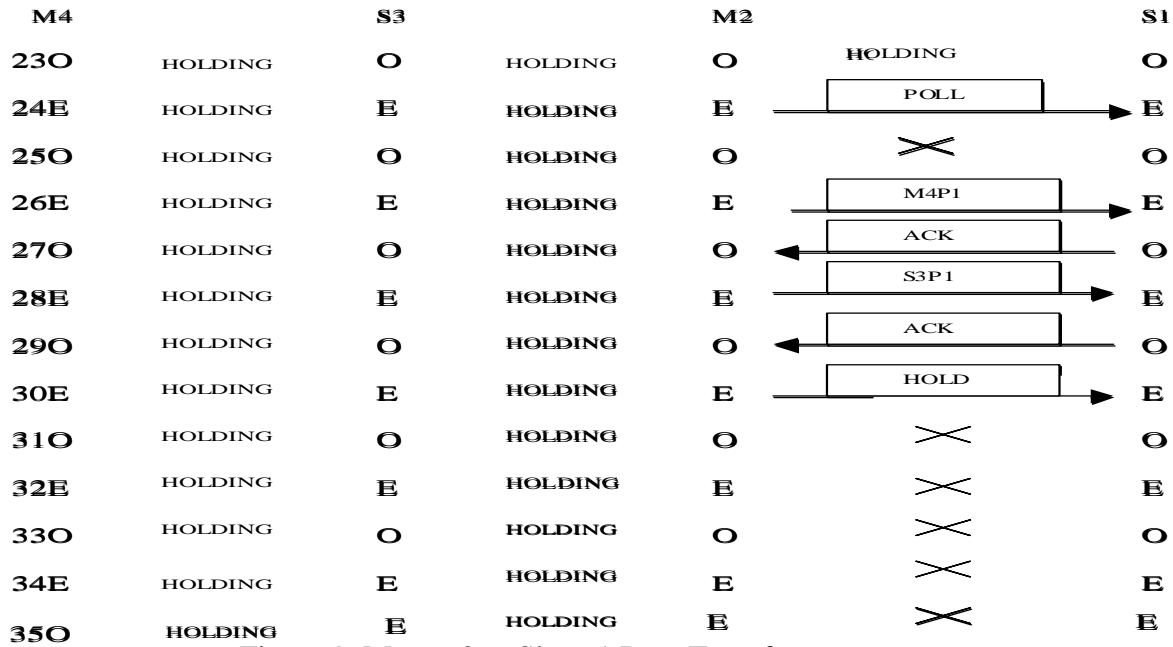 M4 S3 M2 S1
23O HOLDING O HOLDING O HOLDING O
24E HOLDING E HOLDING E POLL E
25O HOLDING O HOLDING O O
26E HOLDING E HOLDING E M4P1 E
27O HOLDING O HOLDING O ACK O
28E HOLDING E HOLDING E S3P1 E
29O HOLDING O HOLDING O ACK O
30E HOLDING E HOLDING E HOLD E
31O HOLDING O HOLDING O O
32E HOLDING E HOLDING E E
33O HOLDING O HOLDING O O
34E HOLDING E HOLDING E E
35O HOLDING E HOLDING E E